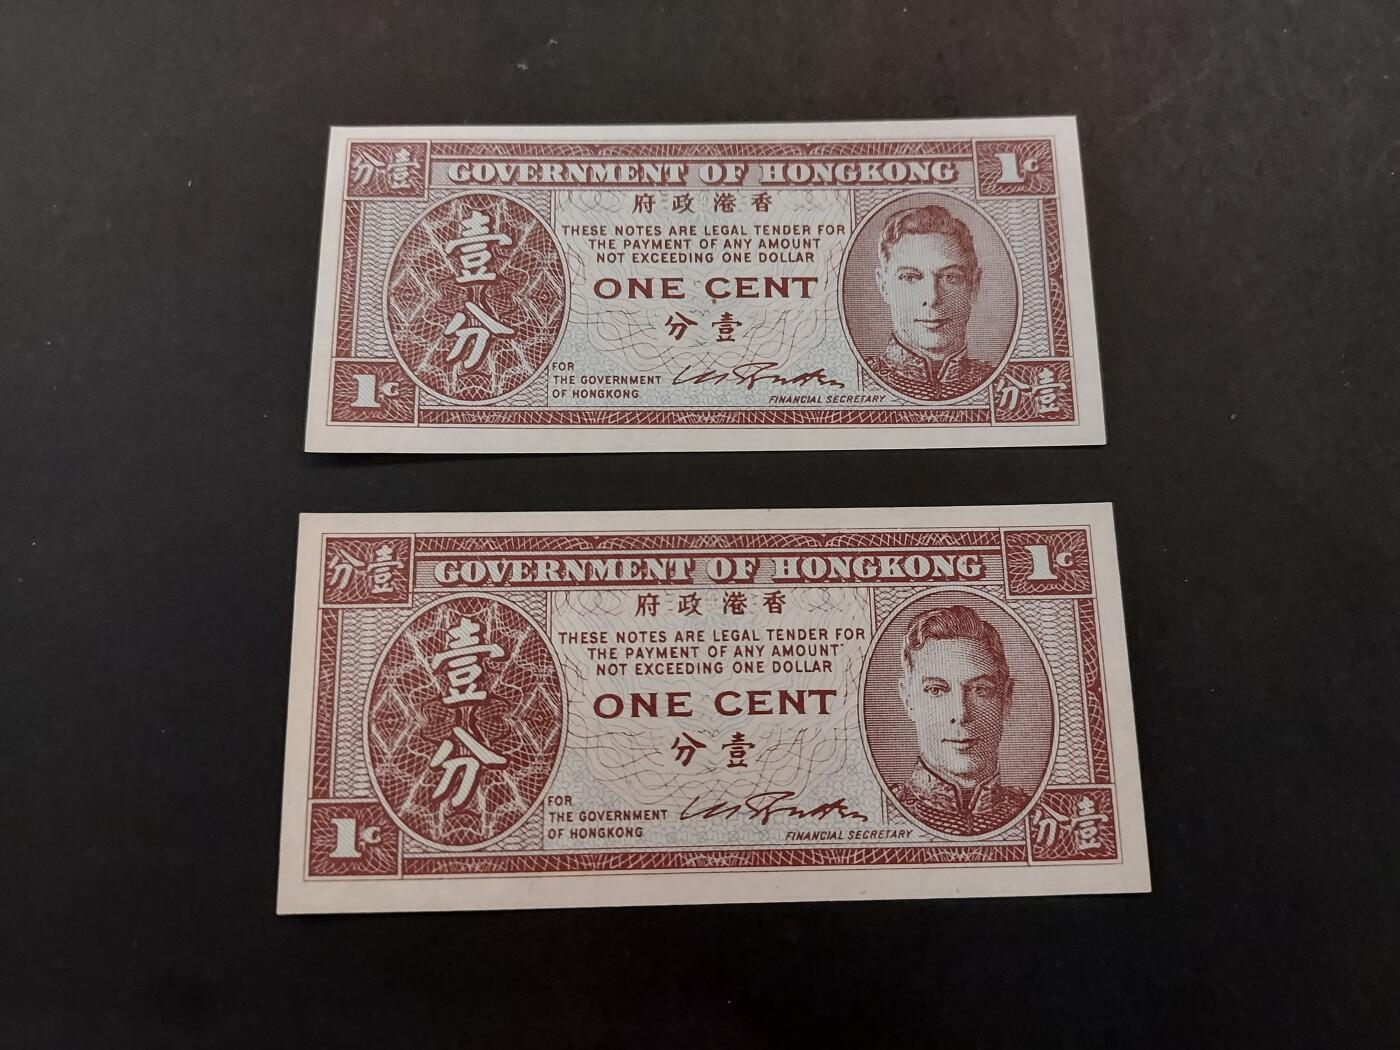 分壹
GOVERNMENT OF HONGKONG
1c
府政港香
壹分
THESE NOTES ARE LEGAL TENDER FOR
THE PAYMENT OF ANY AMOUNT
NOT EXCEEDING ONE DOLLAR
ONE CENT
分壹
FOR
THE GOVERNMENT
OF HONGKONG
FINANCIAL SECRETARY
1c
分壹
分壹
GOVERNMENT OF HONGKONG
1c
府政港香
壹分
THESE NOTES ARE LEGAL TENDER FOR
THE PAYMENT OF ANY AMOUNT
NOT EXCEEDING ONE DOLLAR
ONE CENT
分壹
FOR
THE GOVERNMENT
OF HONGKONG
FINANCIAL SECRETARY
1c
分壹